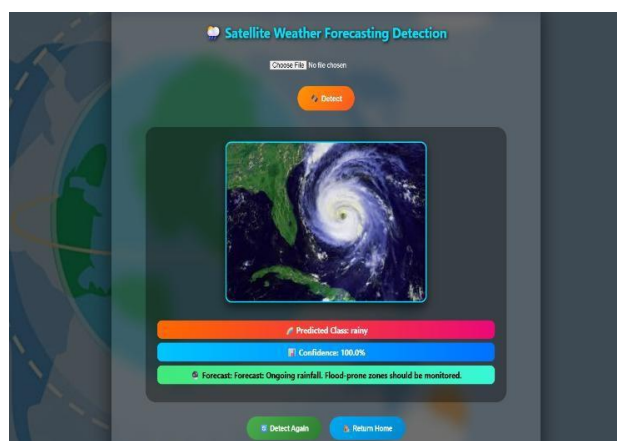 Satellite Weather Forecasting Detection
Choose File No file chosen
Detect
Predicted Class: rainy
Confidence: 100.0%
Forecast: Forecast: Ongoing rainfall. Flood-prone zones should be monitored.
Detect Again
Return Home